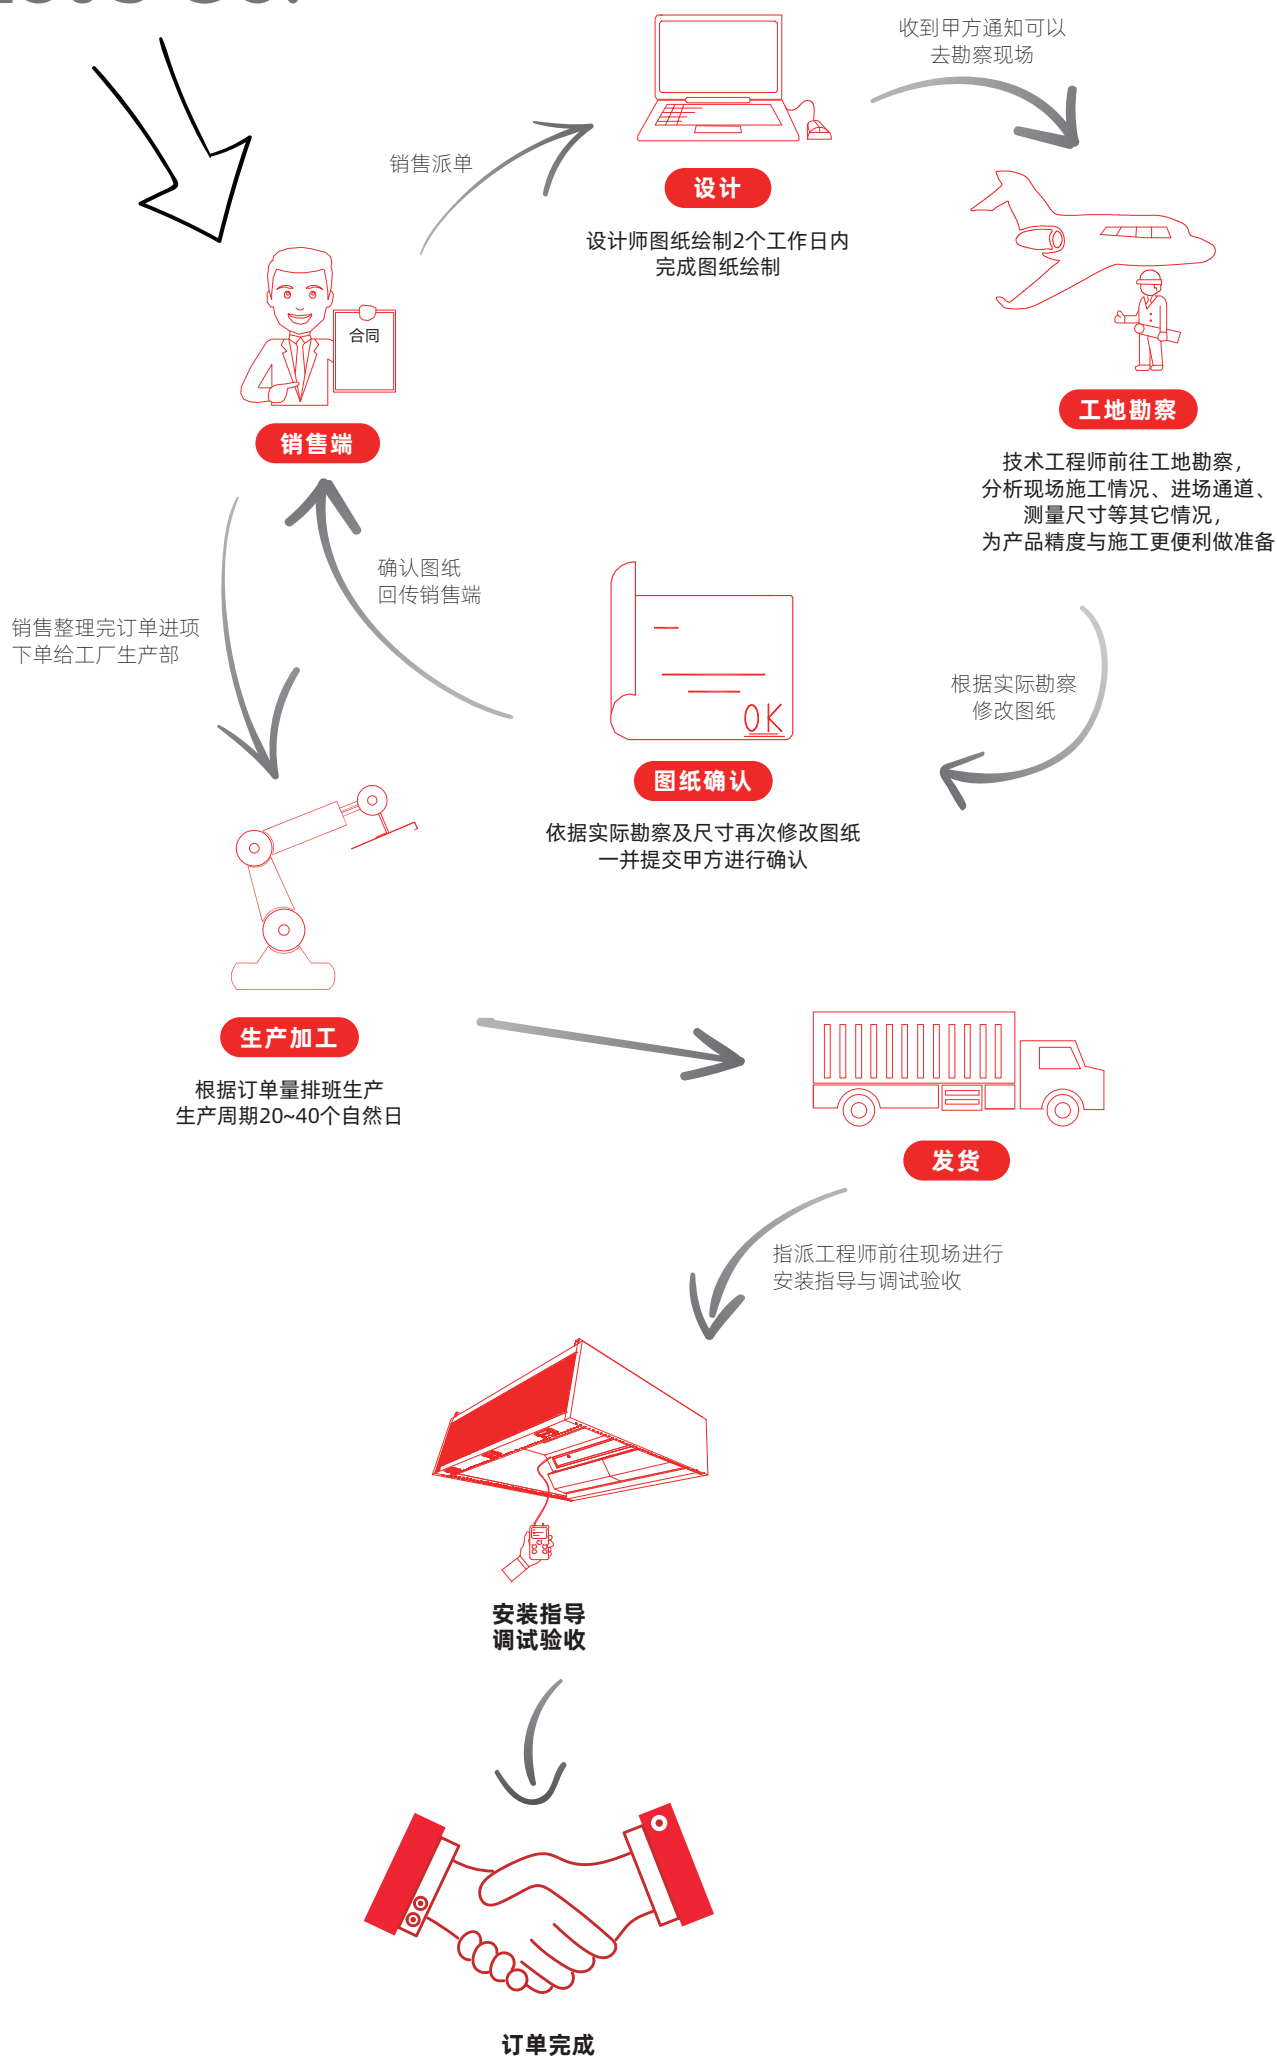 收到甲方通知可以
去勘察现场
销售派单
设计
设计师图纸绘制2个工作日内
完成图纸绘制
合同
销售端
工地勘察
技术工程师前往工地勘察,
分析现场施工情况、进场通道、
测量尺寸等其它情况,
为产品精度与施工更便利做准备
确认图纸
回传销售端
销售整理完订单进项
下单给工厂生产部
根据实际勘察
修改图纸
OK
图纸确认
依据实际勘察及尺寸再次修改图纸
一并提交甲方进行确认
生产加工
根据订单量排班生产
生产周期20~40个自然日
发货
指派工程师前往现场进行
安装指导与调试验收
安装指导
调试验收
订单完成